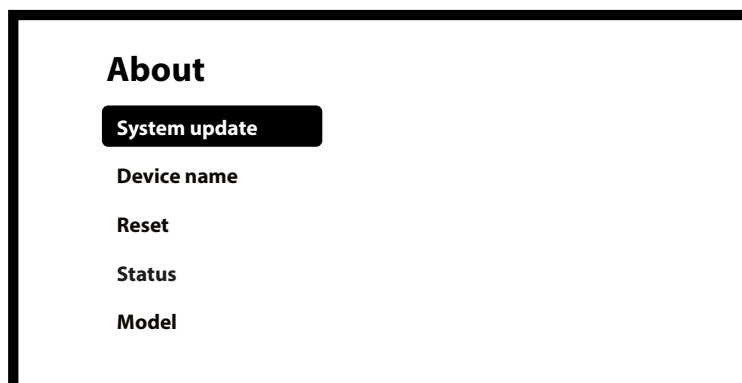 About
System update
Device name
Reset
Status
Model